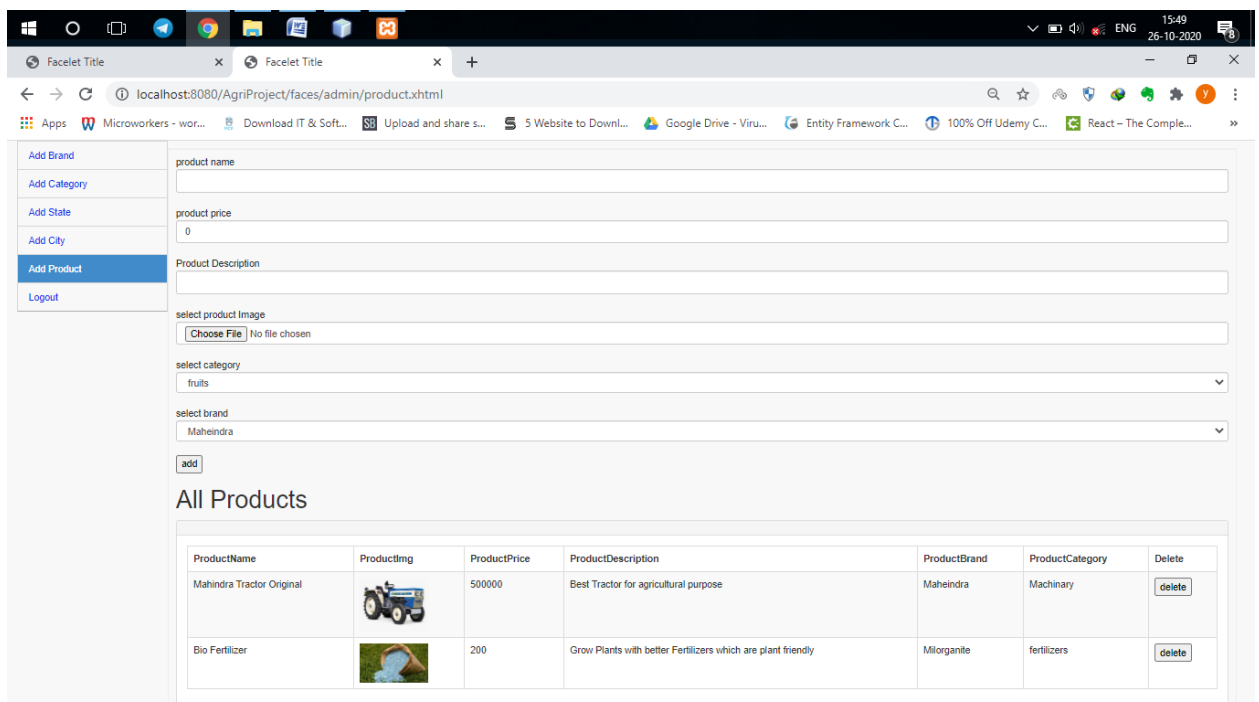 15:49
ENG
26-10-2020
8
Facelet Title
Facelet Title
localhost:8080/AgriProject/faces/admin/product.xhtml
y
Apps Microworkers - wor... Download IT & Soft... SB Upload and share s... 5 Website to Downl... Google Drive - Viru... Entity Framework C... 100% Off Udemy C... React – The Comple... »
Add Brand
Add Category
Add State
Add City
Add Product
Logout
product name
product price
0
Product Description
select product Image
Choose File No file chosen
select category
fruits
select brand
Maheindra
add
All Products
ProductName ProductImg ProductPrice ProductDescription ProductBrand ProductCategory Delete
Mahindra Tractor Original 500000 Best Tractor for agricultural purpose Maheindra Machinary delete
Bio Fertilizer 200 Grow Plants with better Fertilizers which are plant friendly Milorganite fertilizers delete